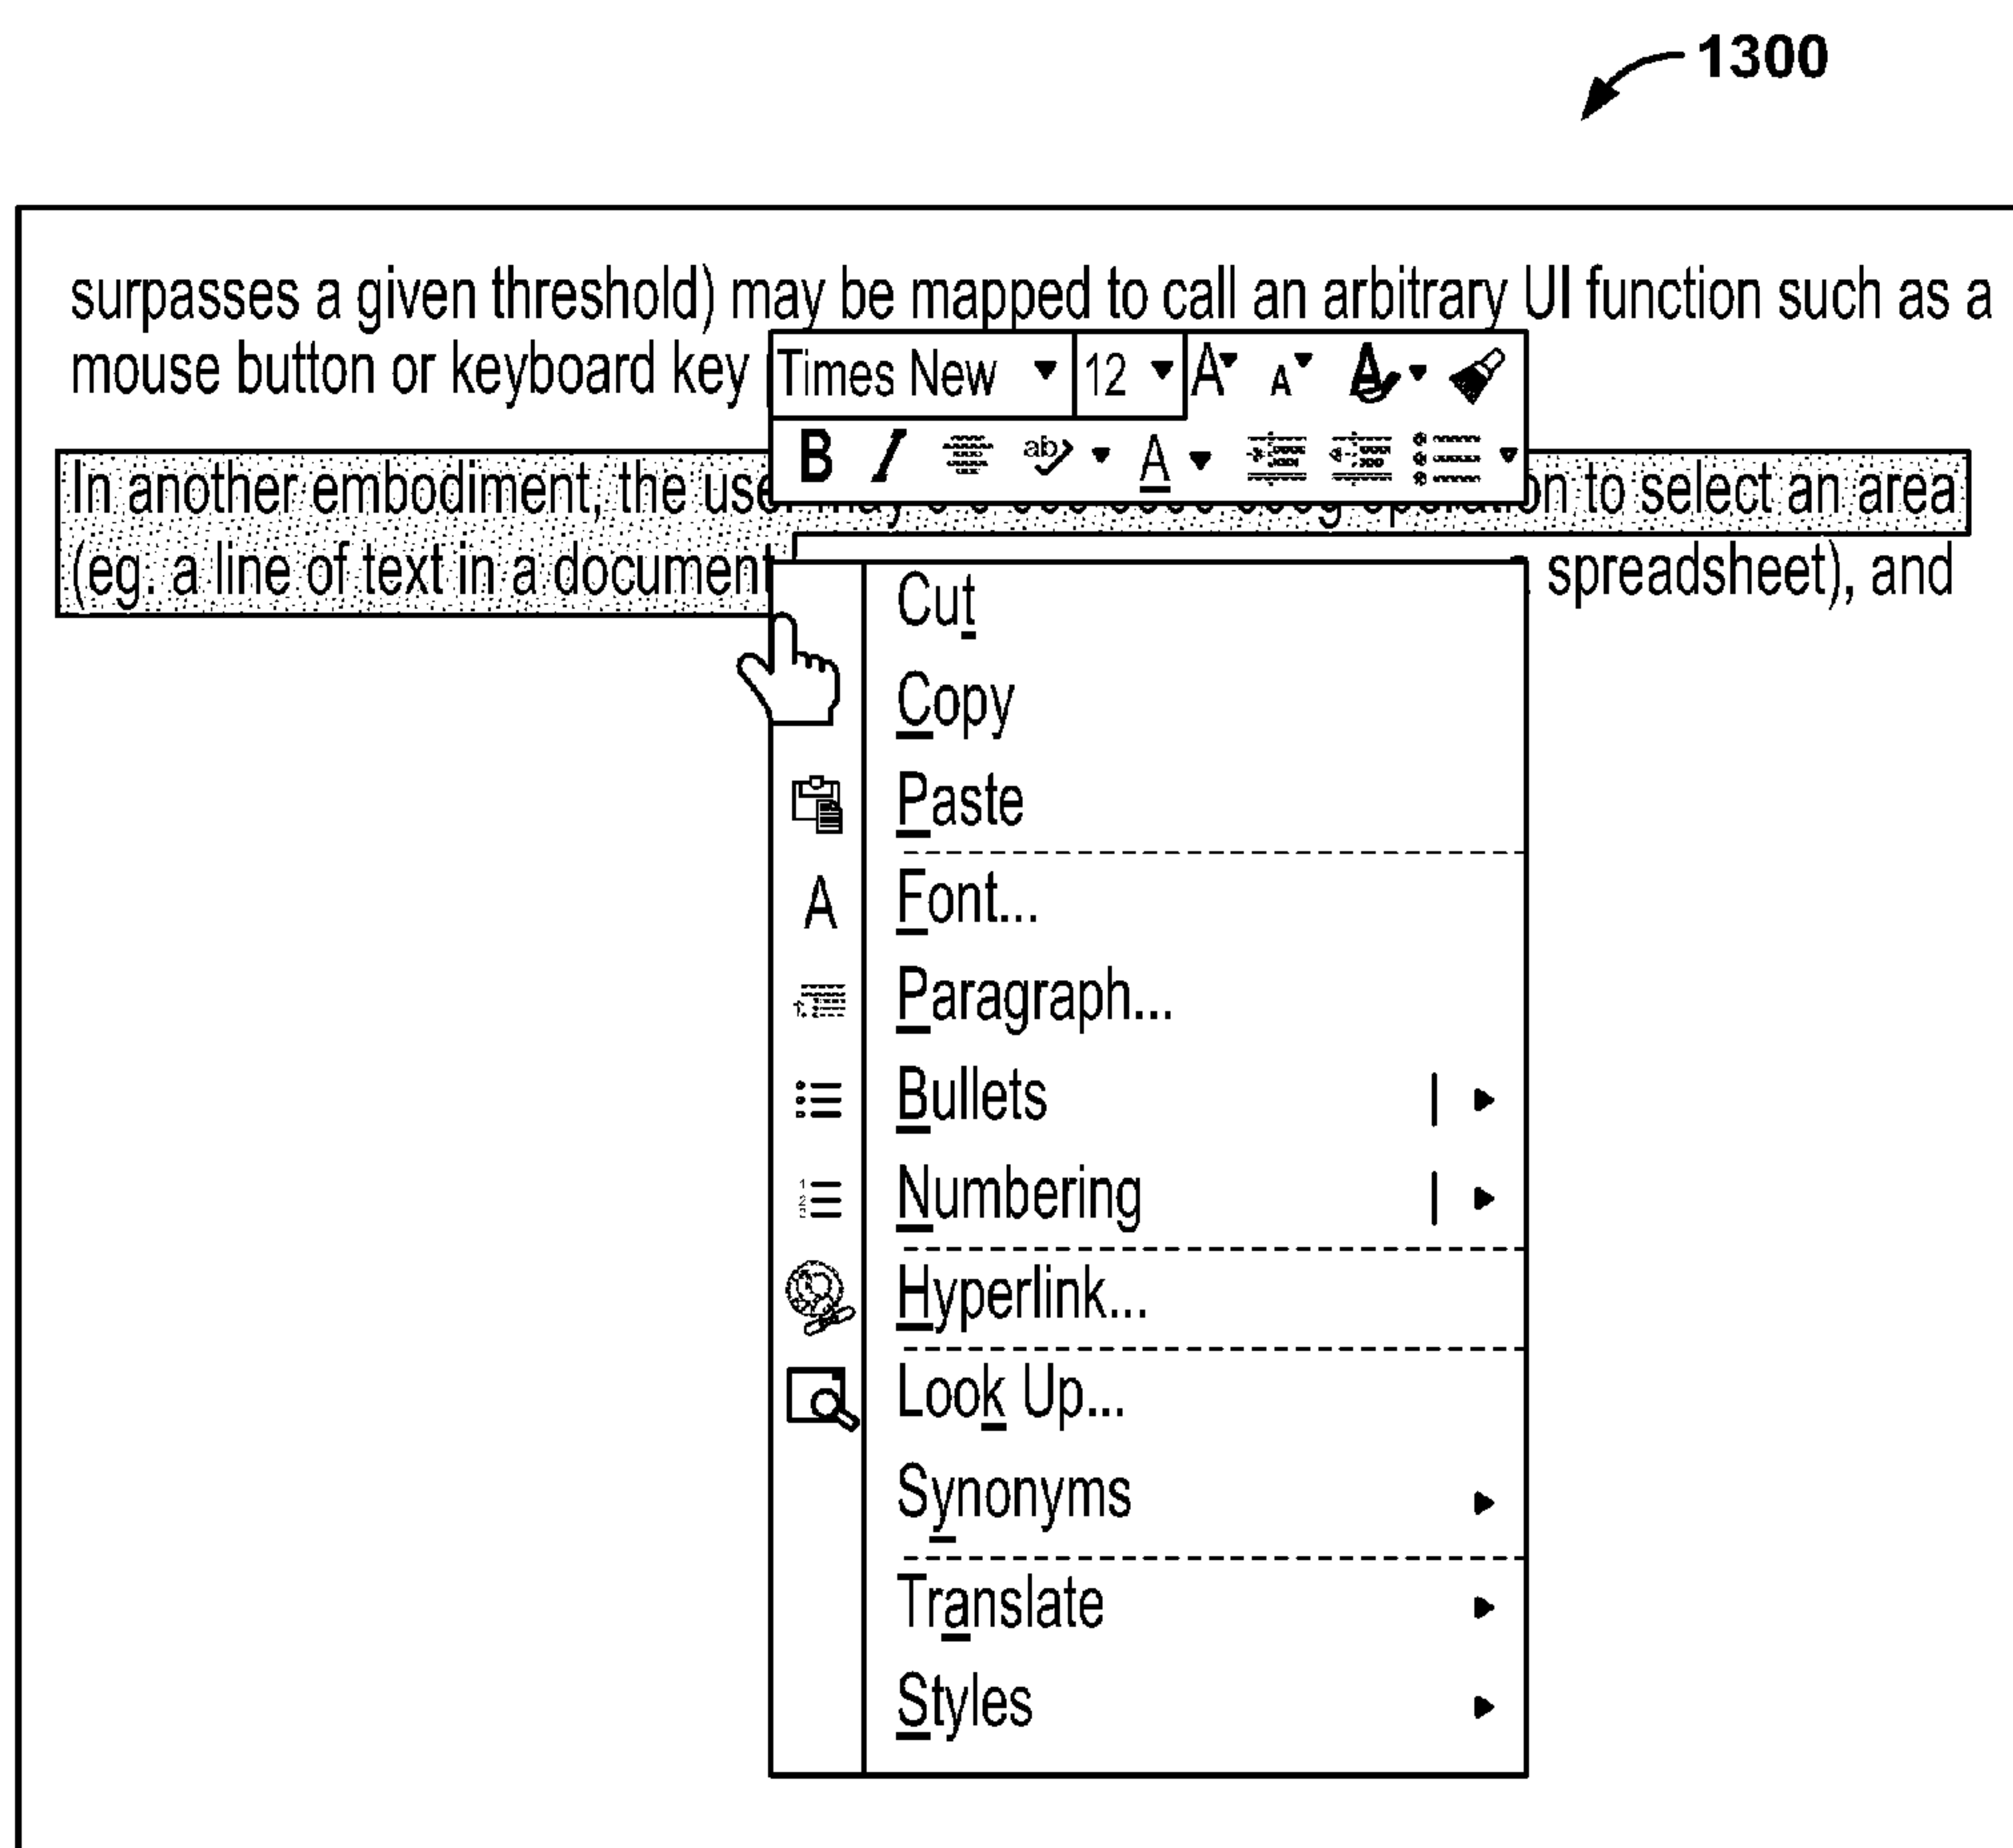 1300
surpasses a given threshold) may be mapped to call an arbitrary UI function such as a
mouse button or keyboard key
Times New 12 A A A
B I ab A
In another embodiment, the use to select an area
(eg. a line of text in a document spreadsheet), and
Cut
Copy
Paste
A Font...
Paragraph...
Bullets
Numbering
Hyperlink...
Look Up...
Synonyms
Translate
Styles